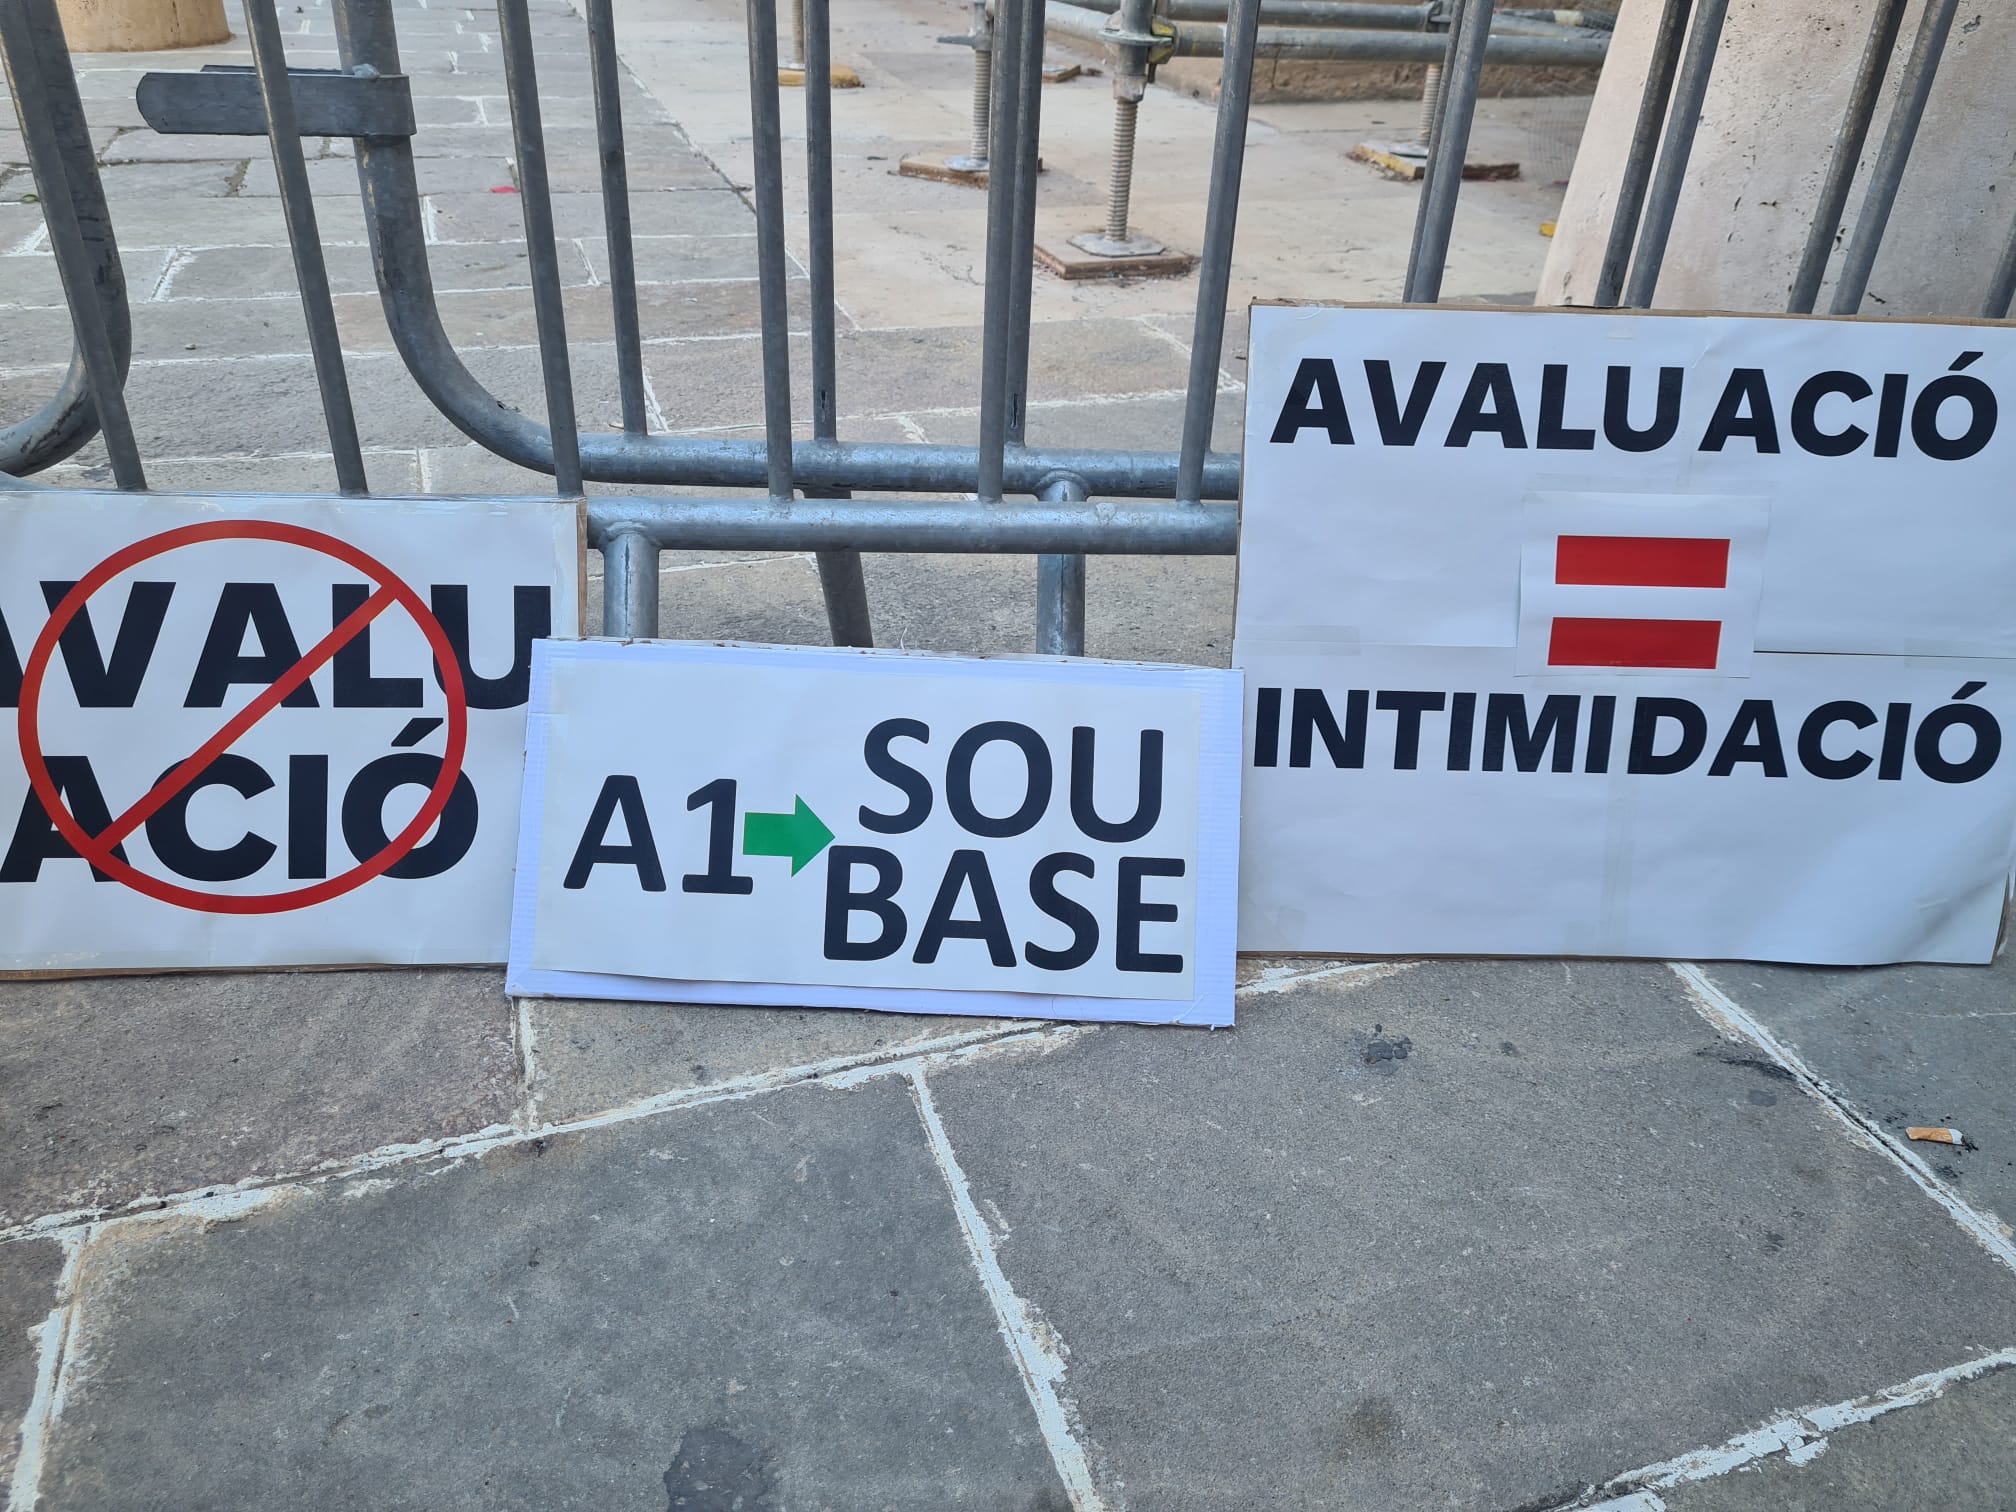 AVALU
ACIÓ
A1
SOU
BASE
AVALUACIÓ
=
INTIMIDACIÓ